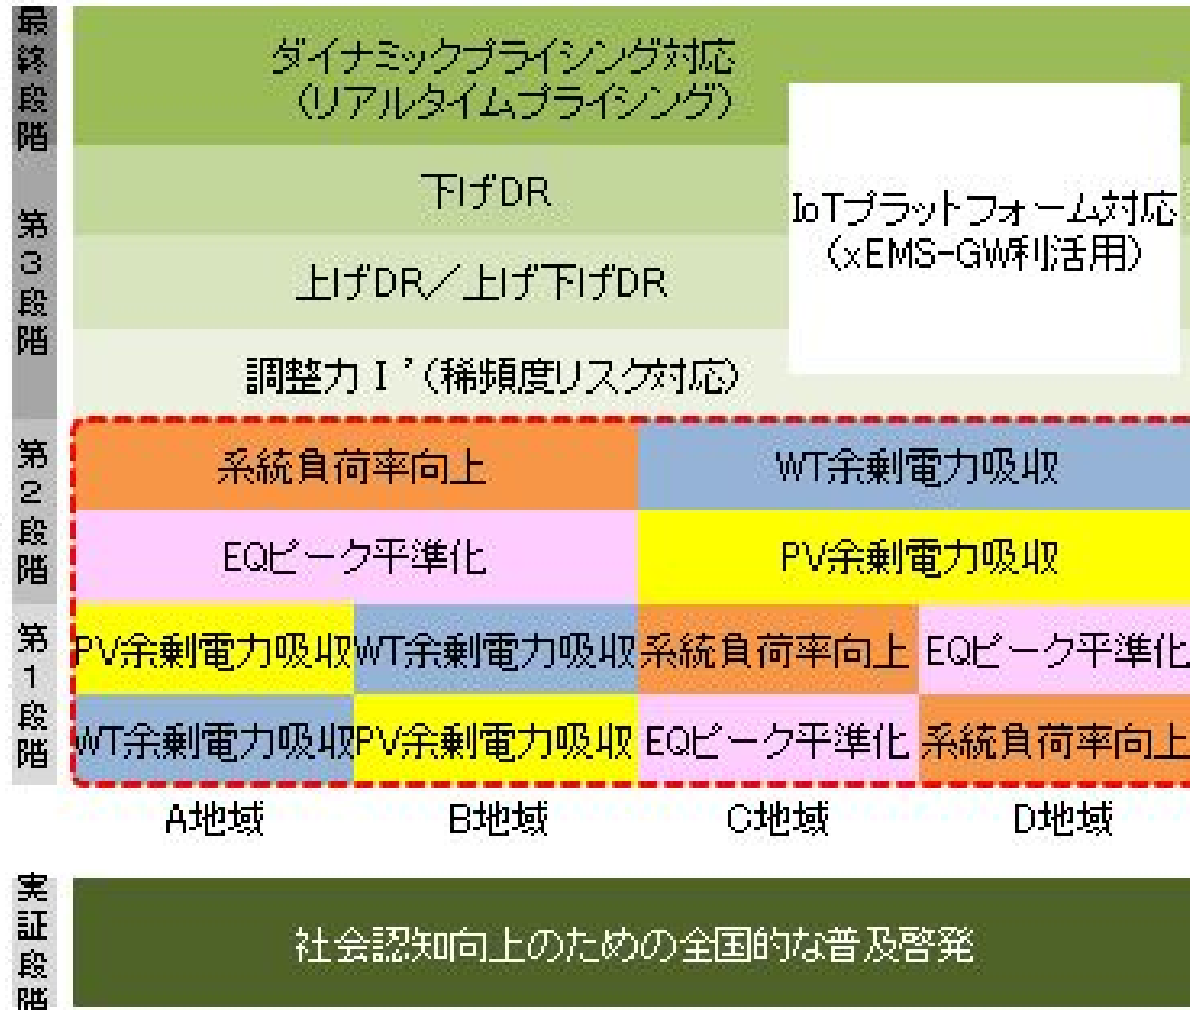 最終段階
ダイナミックプライシング対応
（リアルタイムプライシング）
第3段階
下げDR
上げDR／上げ下げDR
調整力Ⅰ’（稀頻度リスク対応）
IoTプラットフォーム対応
（xEMS-GW利活用）
第2段階
系統負荷率向上
WT余剰電力吸収
EQピーク平準化
PV余剰電力吸収
第1段階
PV余剰電力吸収
WT余剰電力吸収
系統負荷率向上
EQピーク平準化
WT余剰電力吸収
PV余剰電力吸収
EQピーク平準化
系統負荷率向上
A地域
B地域
C地域
D地域
実証段階
社会認知向上のための全国的な普及啓発